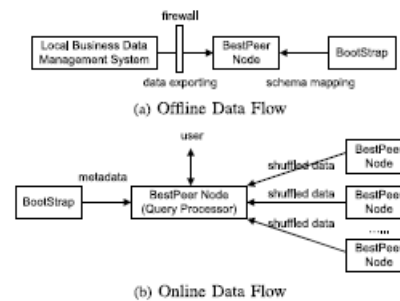 firewall
Local Business Data
Management System
BestPeer
Node
BootStrap
data exporting
schema mapping
(a) Offline Data Flow
user
BestPeer
Node
shuffled data
metadata
BootStrap
BestPeer Node
(Query Processor)
shuffled data
BestPeer
Node
shuffled data
......
BestPeer
Node
(b) Online Data Flow